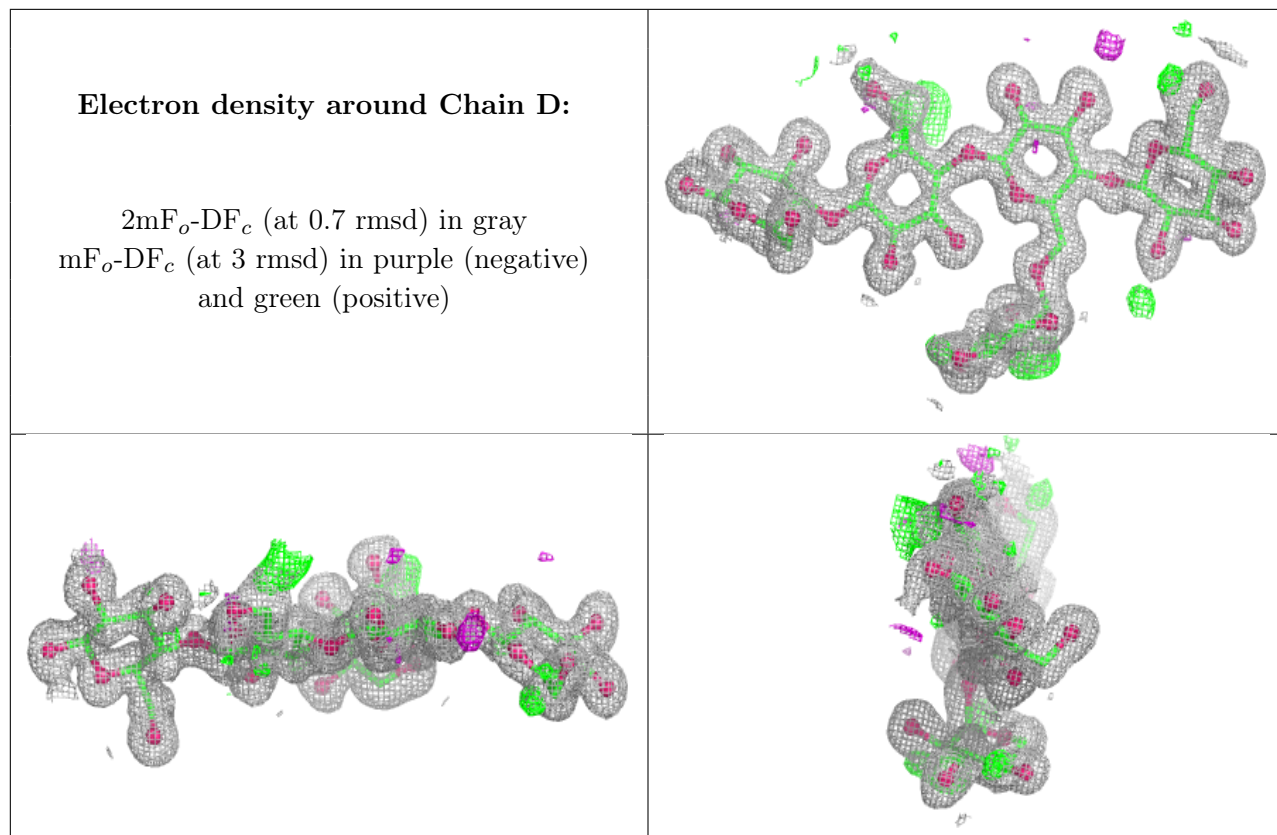 Electron density around Chain D:
2mFo-DFc (at 0.7 rmsd) in gray
mFo-DFc (at 3 rmsd) in purple (negative)
and green (positive)